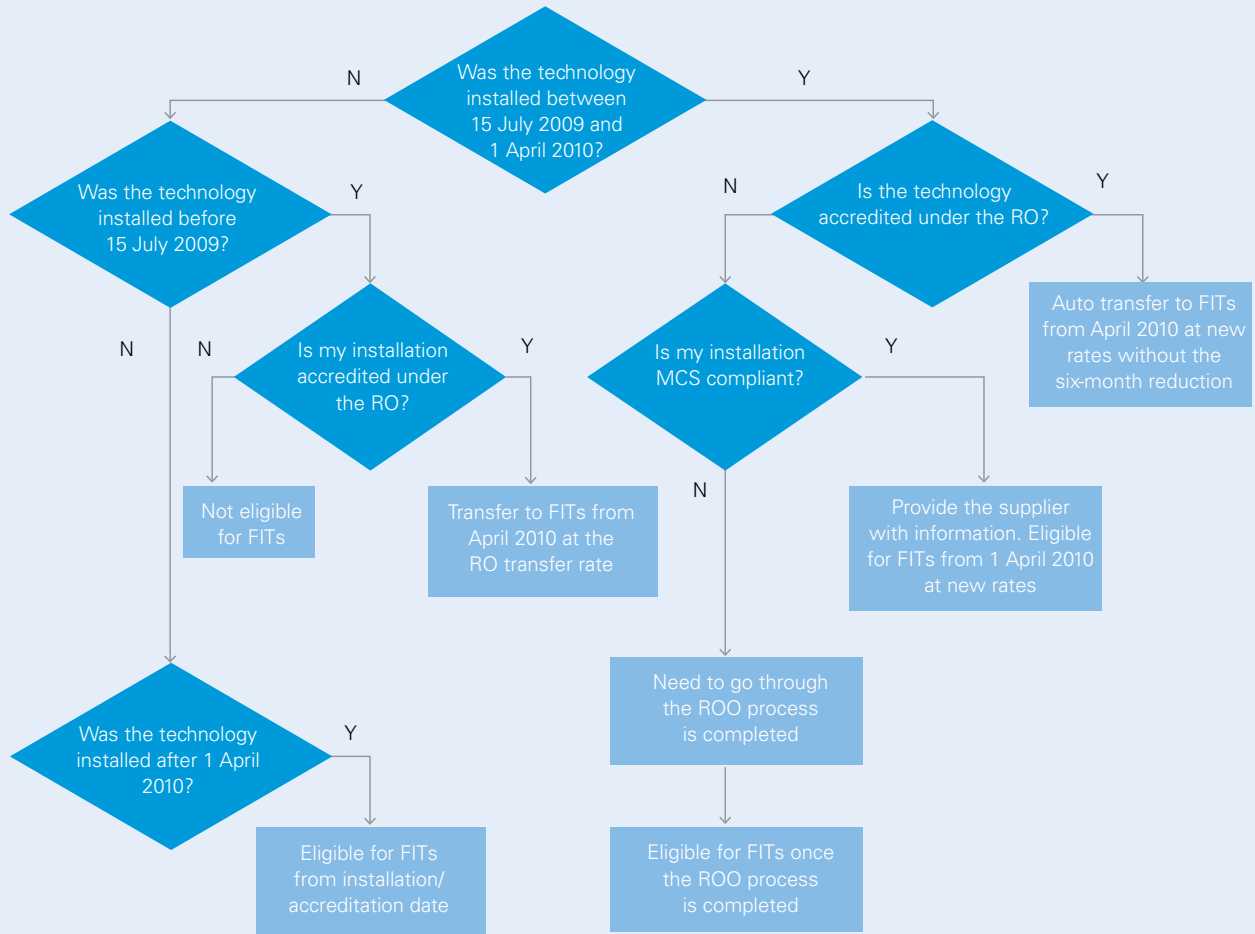 Was the technology
installed between
15 July 2009 and
1 April 2010?
N
Y
Was the technology
installed before
15 July 2009?
Y
N
Is the technology
accredited under the RO?
N
Y
Auto transfer to FITs
from April 2010 at new
rates without the
six-month reduction
Is my installation
accredited under
the RO?
N
Y
Is my installation
MCS compliant?
Y
N
Not eligible
for FITs
Transfer to FITs from
April 2010 at the
RO transfer rate
Provide the supplier
with information. Eligible
for FITs from 1 April 2010
at new rates
Need to go through
the ROO process
is completed
Was the technology
installed after 1 April
2010?
Y
Eligible for FITs
from installation/
accreditation date
Eligible for FITs once
the ROO process
is completed